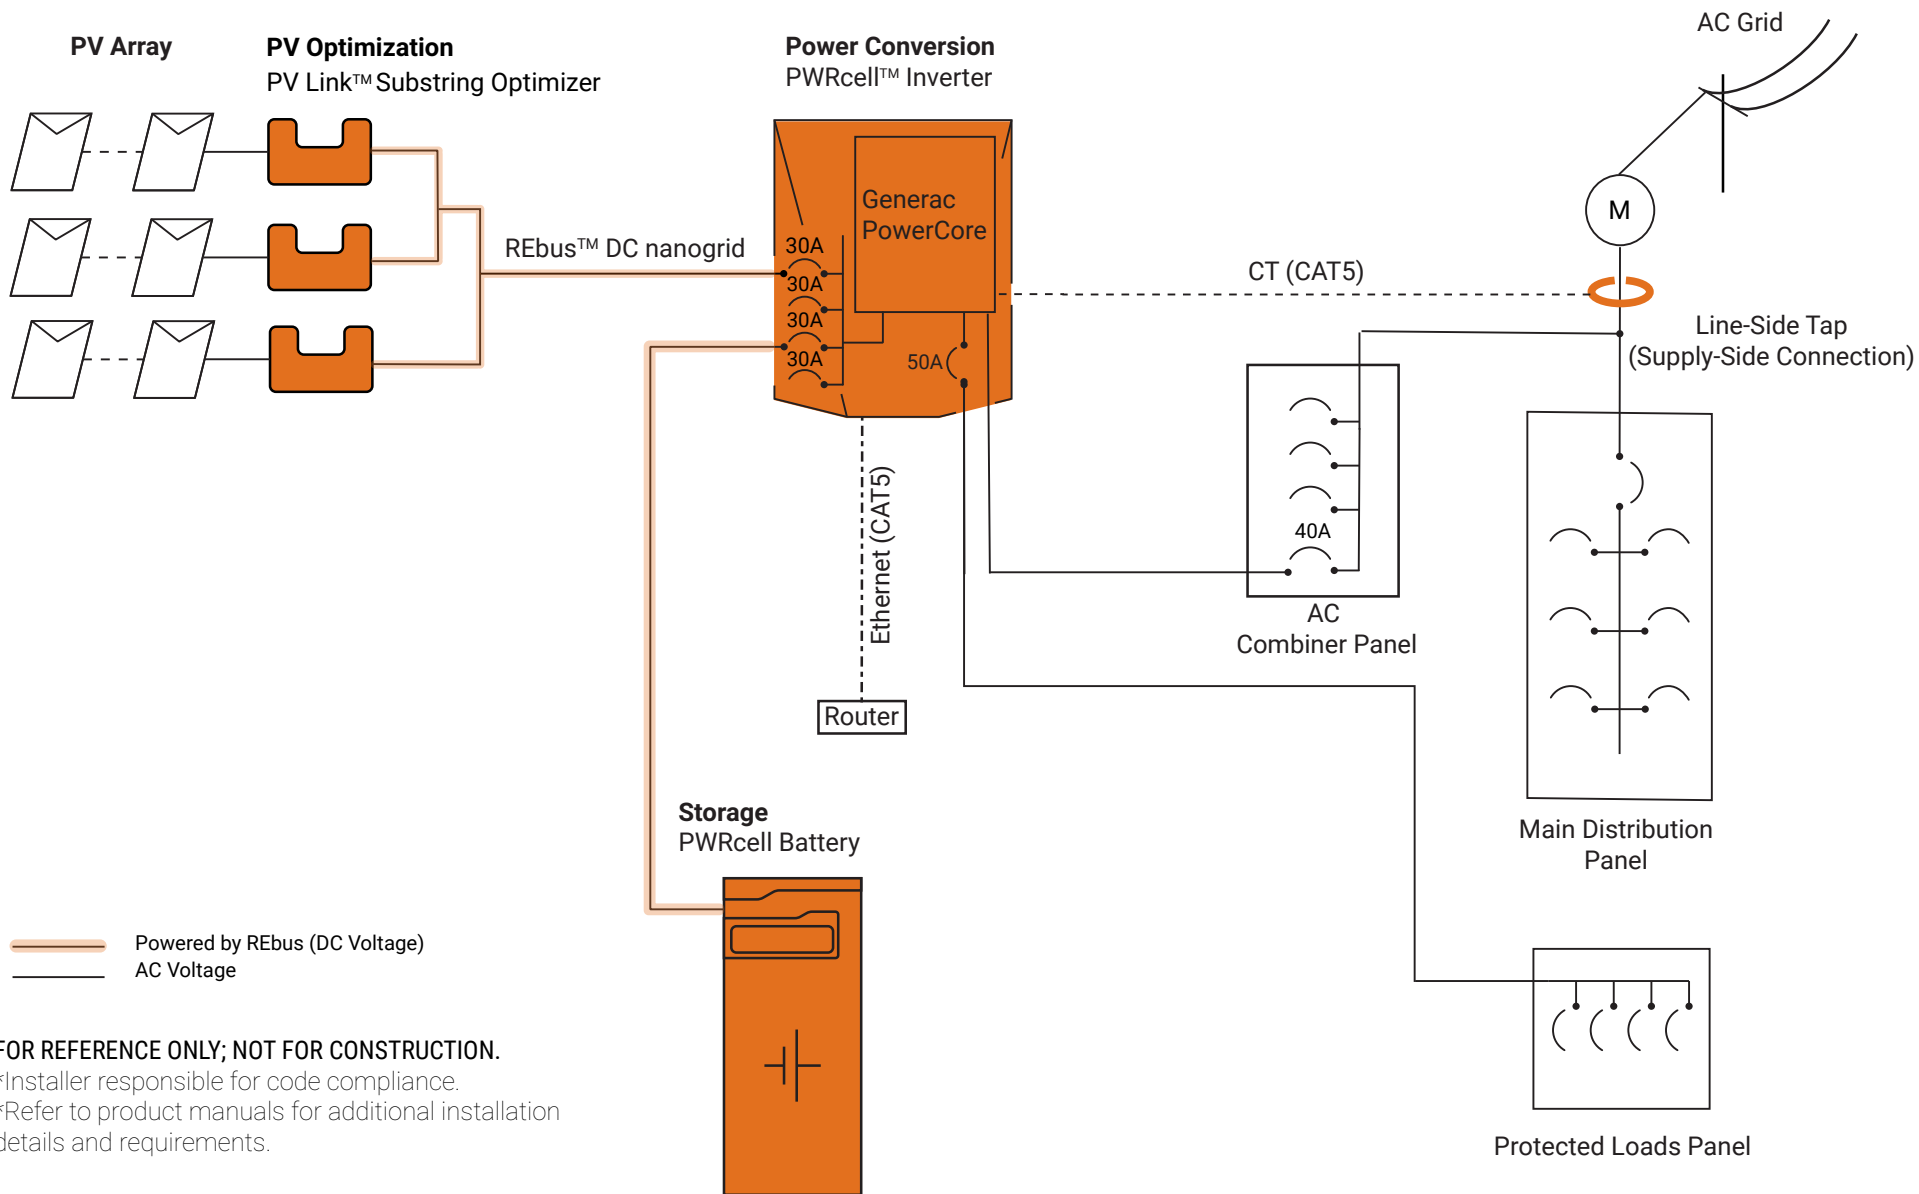 PV Array
PV Optimization
PV Link™ Substring Optimizer
Power Conversion
PWRcell™ Inverter
AC Grid
Generac
PowerCore
M
REbus™ DC nanogrid
30A
30A
30A
30A
50A
CT (CAT5)
Line-Side Tap
(Supply-Side Connection)
40A
Ethernet (CAT5)
AC
Combiner Panel
Router
Storage
PWRcell Battery
Main Distribution
Panel
Powered by REbus (DC Voltage)
AC Voltage
FOR REFERENCE ONLY; NOT FOR CONSTRUCTION.
*Installer responsible for code compliance.
*Refer to product manuals for additional installation
details and requirements.
Protected Loads Panel